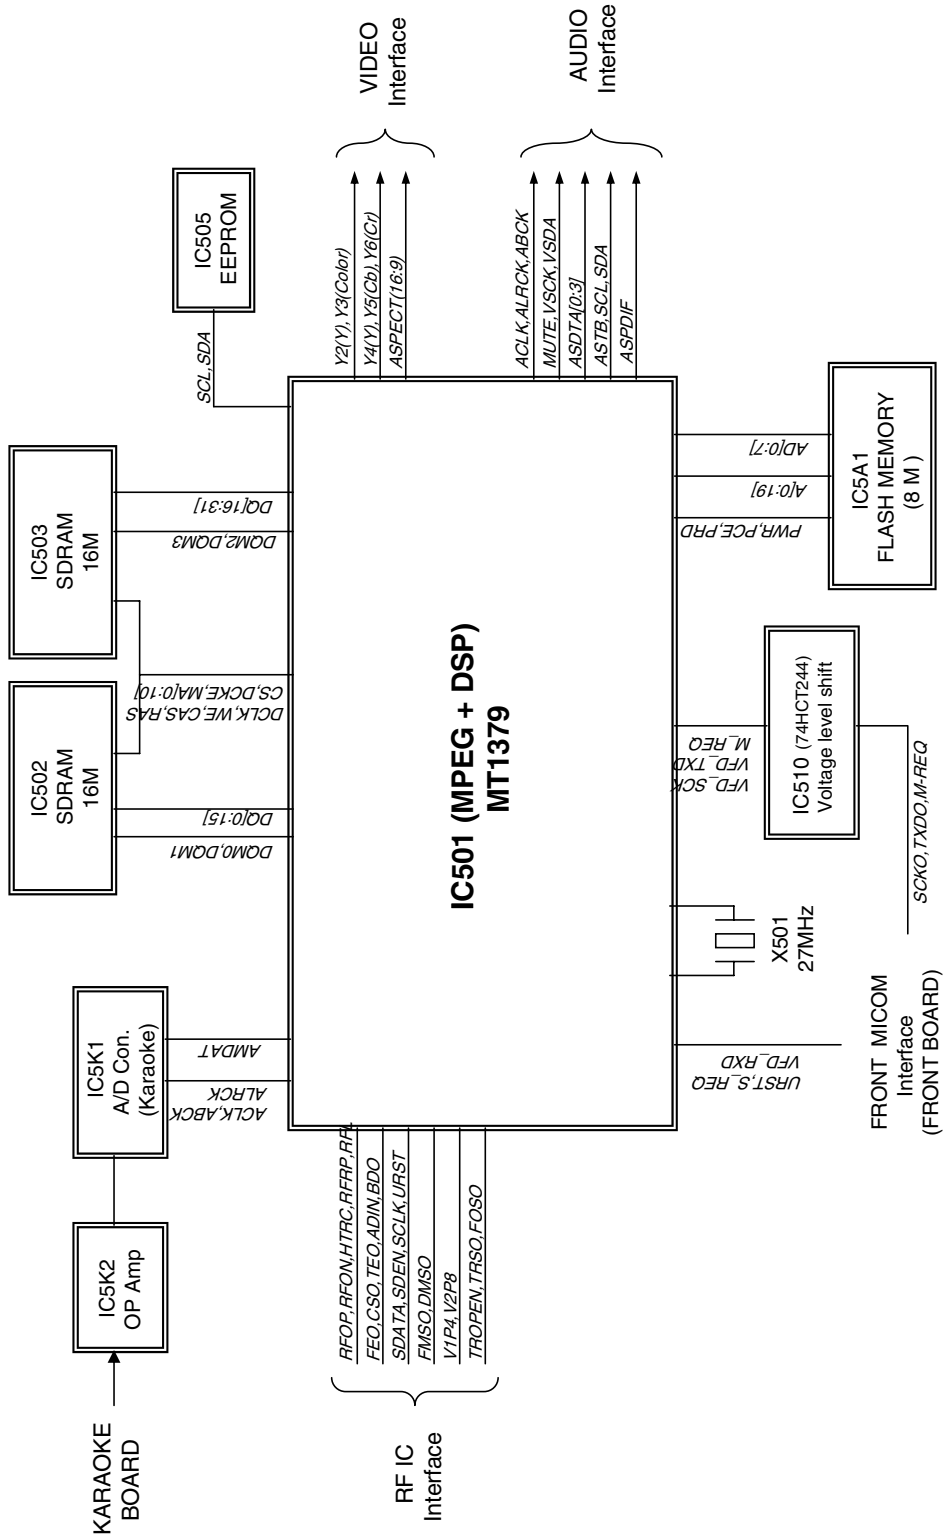 KARAOKE
BOARD
IC5K2
OP Amp
IC5K1
A/D Con.
(Karaoke)
ACLK,ABCK
ALRCK
AMDAT
IC502
SDRAM
16M
DQM0,DQM1
DQ[0:15]
DCLK,WE,CAS,RAS
CS,DCKE,MA[0:10]
IC503
SDRAM
16M
DQM2,DQM3
DQ[16:31]
SCL,SDA
IC505
EEPROM
RF IC
Interface
RFOP,RFON,HTRC,RFRP,RFL
FEO,CSO,TEO,ADIN,BDO
SDATA,SDEN,SCLK,URST
FMSO,DMSO
V1P4,V2P8
TROPEN,TRSO,FOSO
IC501 (MPEG + DSP)
MT1379
Y2(Y),Y3(Color)
Y4(Y),Y5(Cb),Y6(Cr)
ASPECT(16:9)
VIDEO
Interface
ACLK,ALRCK,ABCK
MUTE,VSCK,VSDA
ASDTA[0:3]
ASTB,SCL,SDA
ASPDIF
AUDIO
Interface
URST,S_REQ
VFD_RXD
FRONT MICOM
Interface
(FRONT BOARD)
X501
27MHz
VFD_SCK
VFD_TXD
M_REQ
IC510 (74HCT244)
Voltage level shift
SCKO,TXDO,M-REQ
PWR,PCE,PRD
A[0:19]
AD[0:7]
IC5A1
FLASH MEMORY
(8 M )